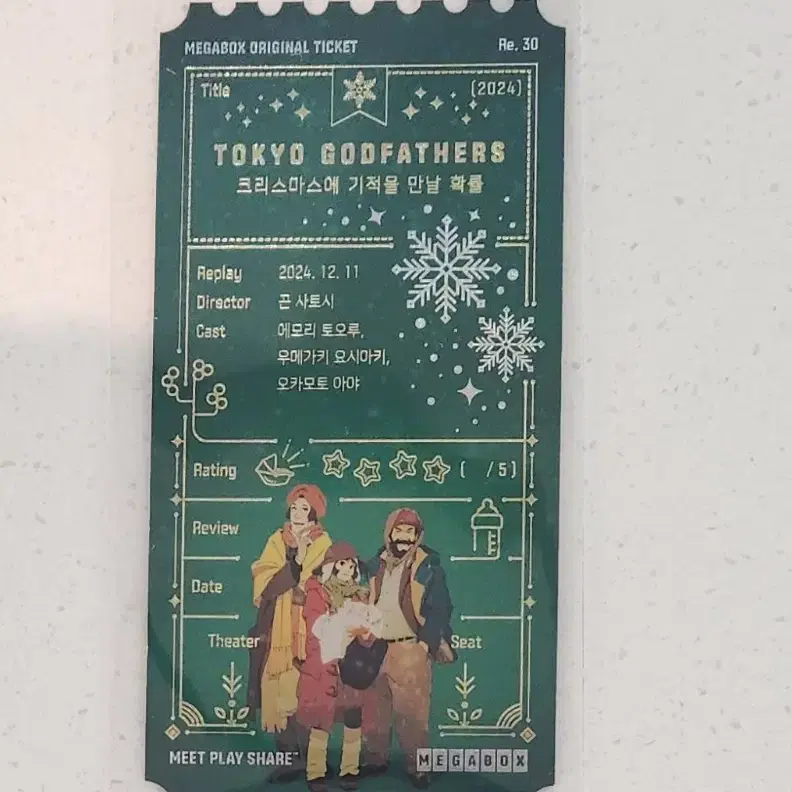 MEGABOX ORIGINAL TICKET
Re. 30
Title
(2024)
TOKYO GODFATHERS
크리스마스에 기적을 만날 확률
Replay 2024. 12. 11
Director 곤 사토시
Cast 에모리 토오루,
우메가키 요시아키,
오카모토 아야
Rating ( /5)
Review
Date
Theater
Seat
MEET PLAY SHARE™
MEGABOX